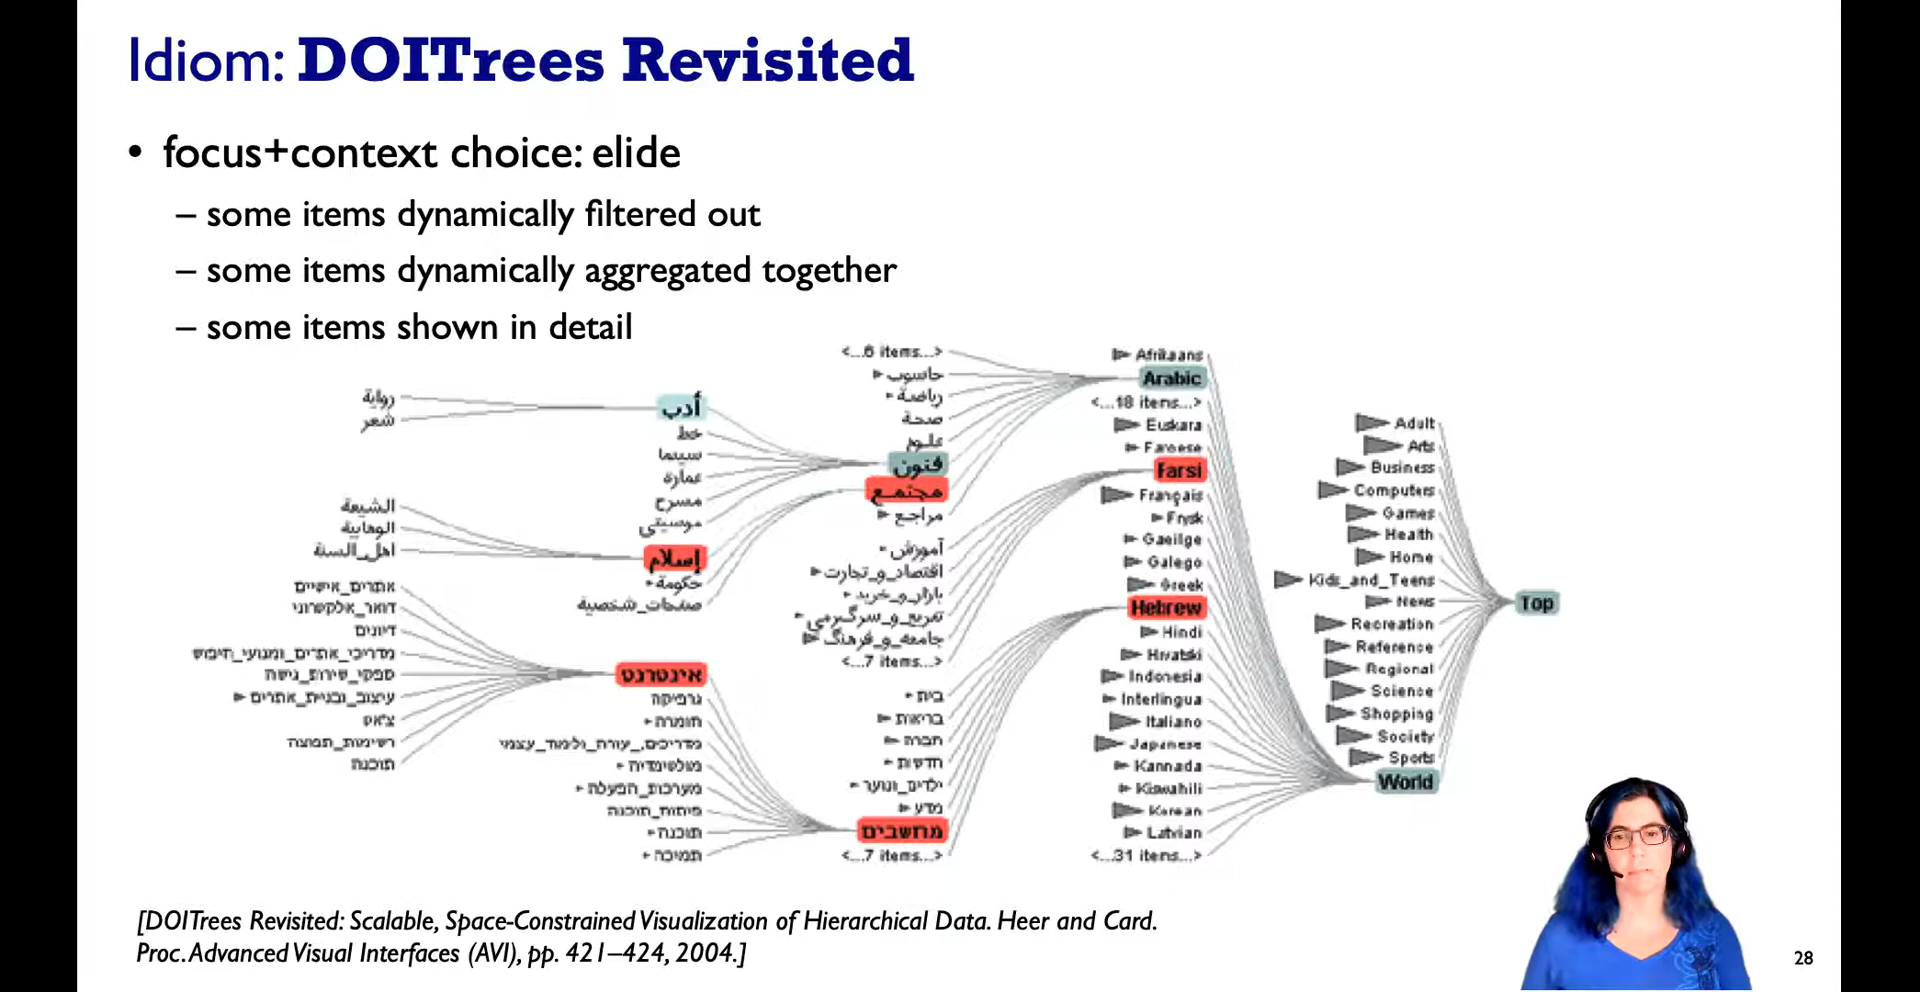 Idiom: DOITrees Revisited
• focus+context choice: elide
– some items dynamically filtered out
– some items dynamically aggregated together
– some items shown in detail
رواية
شعر
الشيعة
الوهابية
اهل_السنة
אתרים_אישיים
דואר_אלקטרוני
דיונים
מדריכי_אתרים_ומנועי_חיפוש
ספקי_שירות_גישה
עיצוב_ובניית_אתרים
צ'אט
רשימות_תפוצה
תוכנה
أدب
خط
سينما
عمارة
مسرح
موسيقى
إسلام
حكومة
صفحات_شخصية
אינטרנט
גרפיקה
חומרה
מדריכים,_עזרה_ולימוד_עצמי
מולטימדיה
מערכות_הפעלה
פיתוח_תוכנה
תוכנה
תמיכה
<...6 items...>
حاسوب
رياضة
صحة
علوم
فنون
مجتمع
مراجع
آموزش
اقتصاد_و_تجارت
بازار_و_خرید
تفریح_و_سرگرمی
جامعه_و_فرهنگ
<...7 items...>
בית
בריאות
חברה
חדשות
ילדים_ונוער
מדע
מחשבים
<...7 items...>
Afrikaans
Arabic
<...18 items...>
Euskara
Faroese
Farsi
Français
Frysk
Gaeilge
Galego
Greek
Hebrew
Hindi
Hrvatski
Indonesia
Interlingua
Italiano
Japanese
Kannada
Kiswahili
Korean
Latvian
<...31 items...>
Adult
Arts
Business
Computers
Games
Health
Home
Kids_and_Teens
News
Recreation
Reference
Regional
Science
Shopping
Society
Sports
World
Top
[DOITrees Revisited: Scalable, Space-Constrained Visualization of Hierarchical Data. Heer and Card.
Proc. Advanced Visual Interfaces (AVI), pp. 421–424, 2004.]
28